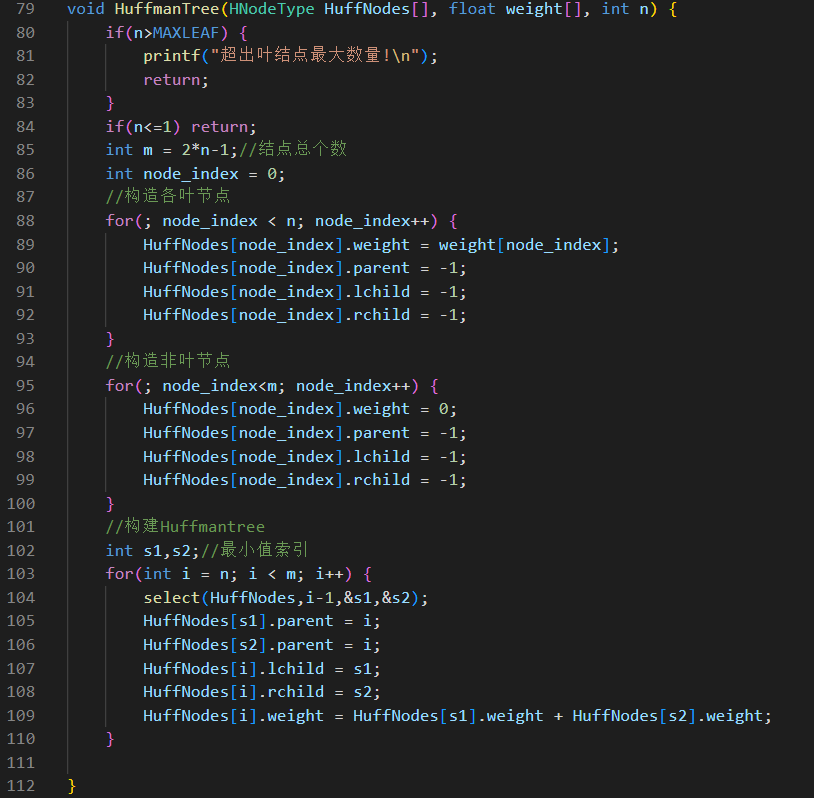 79 void HuffmanTree(HNodeType HuffNodes[], float weight[], int n) {
80     if(n>MAXLEAF) {
81         printf("超出叶结点最大数量!\n");
82         return;
83     }
84     if(n<=1) return;
85     int m = 2*n-1;//结点总个数
86     int node_index = 0;
87     //构造各叶节点
88     for(; node_index < n; node_index++) {
89         HuffNodes[node_index].weight = weight[node_index];
90         HuffNodes[node_index].parent = -1;
91         HuffNodes[node_index].lchild = -1;
92         HuffNodes[node_index].rchild = -1;
93     }
94     //构造非叶节点
95     for(; node_index<m; node_index++) {
96         HuffNodes[node_index].weight = 0;
97         HuffNodes[node_index].parent = -1;
98         HuffNodes[node_index].lchild = -1;
99         HuffNodes[node_index].rchild = -1;
100     }
101     //构建Huffmantree
102     int s1,s2;//最小值索引
103     for(int i = n; i < m; i++) {
104         select(HuffNodes,i-1,&s1,&s2);
105         HuffNodes[s1].parent = i;
106         HuffNodes[s2].parent = i;
107         HuffNodes[i].lchild = s1;
108         HuffNodes[i].rchild = s2;
109         HuffNodes[i].weight = HuffNodes[s1].weight + HuffNodes[s2].weight;
110     }
111
112 }